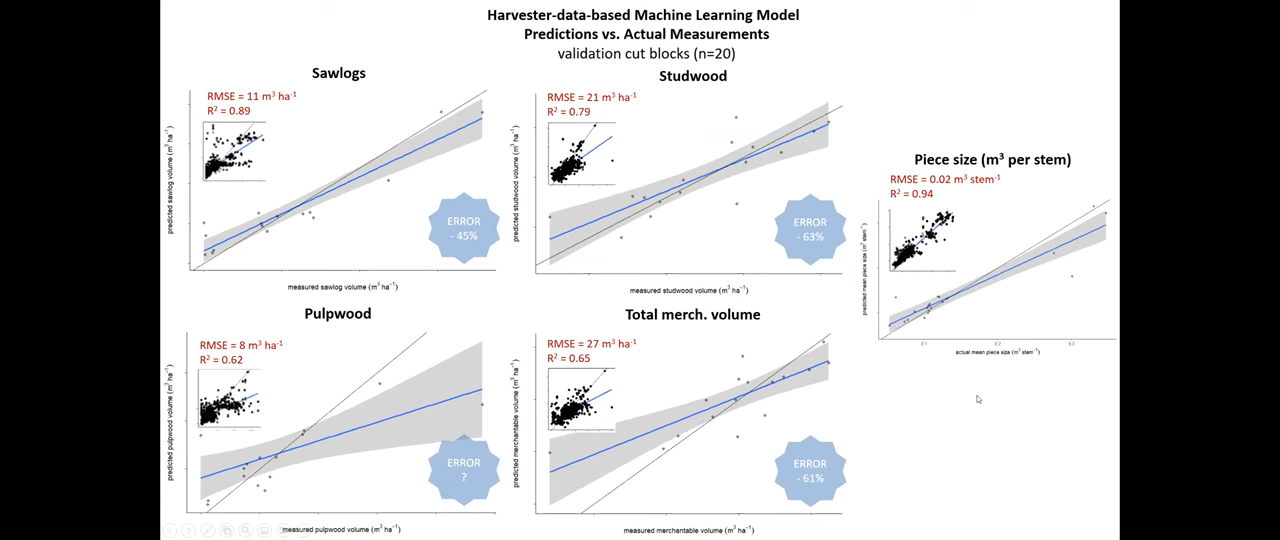 Harvester-data-based Machine Learning Model
Predictions vs. Actual Measurements
validation cut blocks (n=20)
Sawlogs
RMSE = 11 m³ ha⁻¹
R² = 0.89
predicted sawlog volume (m³ ha⁻¹)
ERROR
- 45%
measured sawlog volume (m³ ha⁻¹)
Studwood
RMSE = 21 m³ ha⁻¹
R² = 0.79
predicted studwood volume (m³ ha⁻¹)
ERROR
- 63%
measured studwood volume (m³ ha⁻¹)
Piece size (m³ per stem)
RMSE = 0.02 m³ stem⁻¹
R² = 0.94
predicted mean piece size (m³ stem⁻¹)
0.1 0.2 0.3
actual mean piece size (m³ stem⁻¹)
Pulpwood
RMSE = 8 m³ ha⁻¹
R² = 0.62
predicted pulpwood volume (m³ ha⁻¹)
ERROR
?
measured pulpwood volume (m³ ha⁻¹)
Total merch. volume
RMSE = 27 m³ ha⁻¹
R² = 0.65
predicted merchantable volume (m³ ha⁻¹)
ERROR
- 61%
measured merchantable volume (m³ ha⁻¹)